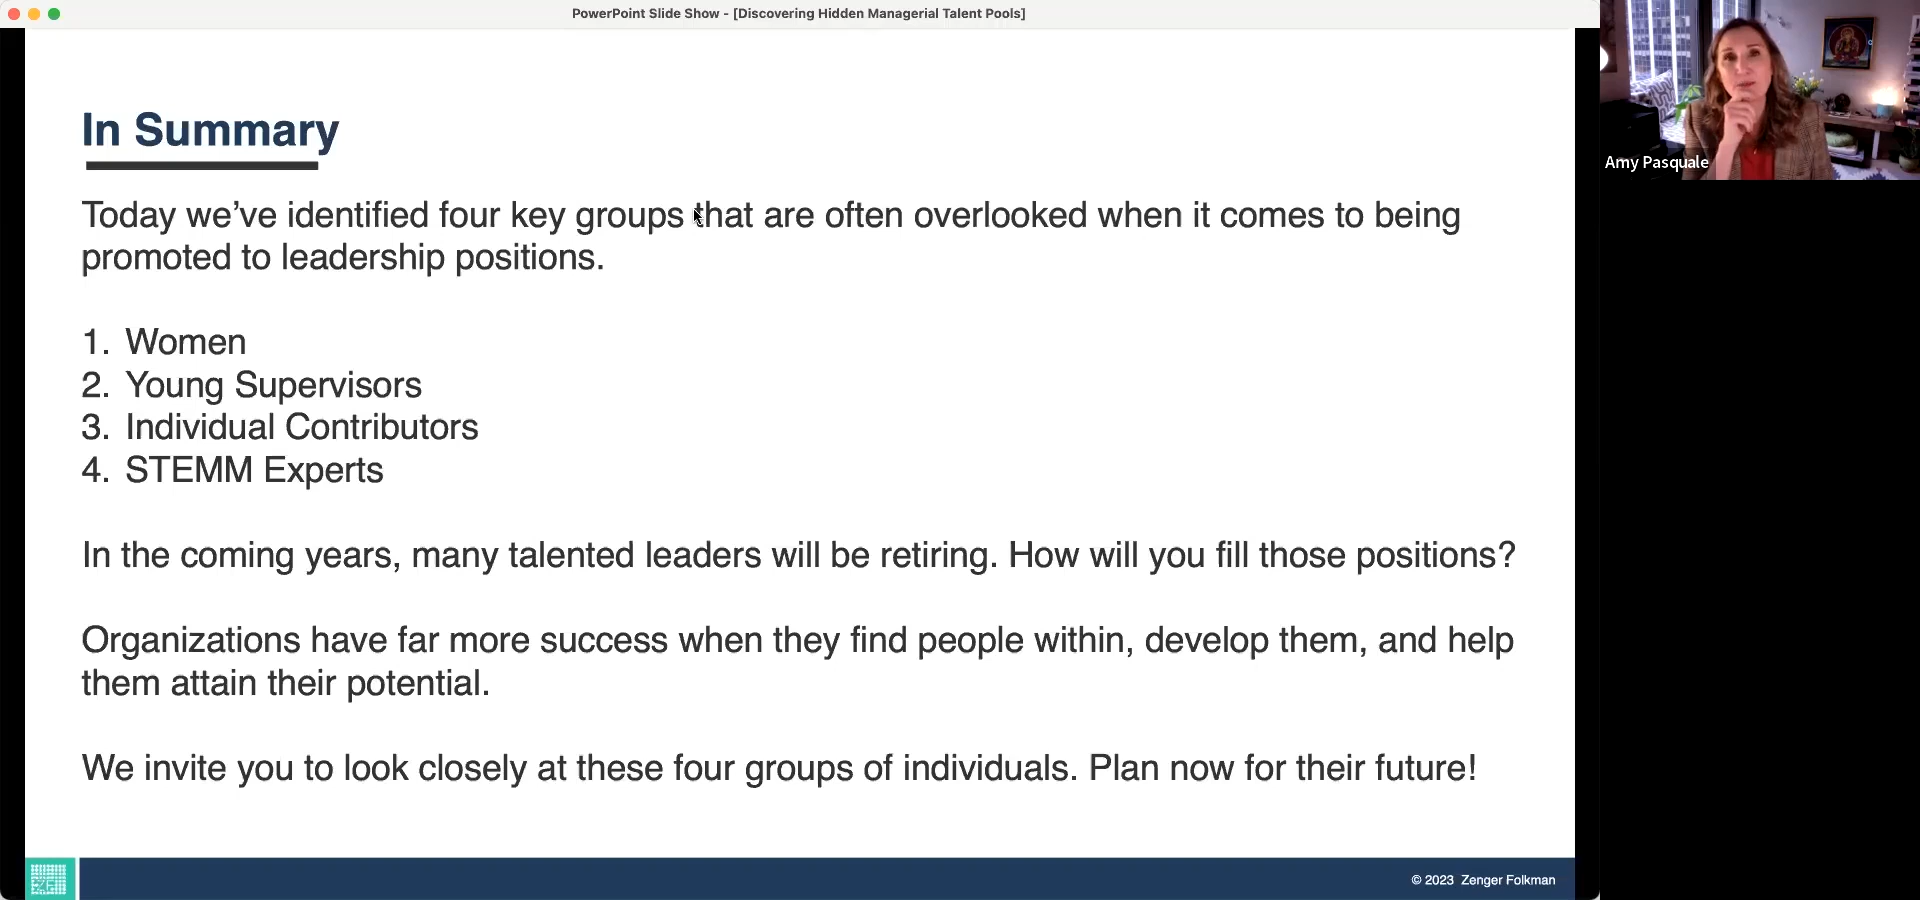 PowerPoint Slide Show - [Discovering Hidden Managerial Talent Pools]
In Summary
Today we’ve identified four key groups that are often overlooked when it comes to being
promoted to leadership positions.
1. Women
2. Young Supervisors
3. Individual Contributors
4. STEMM Experts
In the coming years, many talented leaders will be retiring. How will you fill those positions?
Organizations have far more success when they find people within, develop them, and help
them attain their potential.
We invite you to look closely at these four groups of individuals. Plan now for their future!
ZF
© 2023 Zenger Folkman
Amy Pasquale